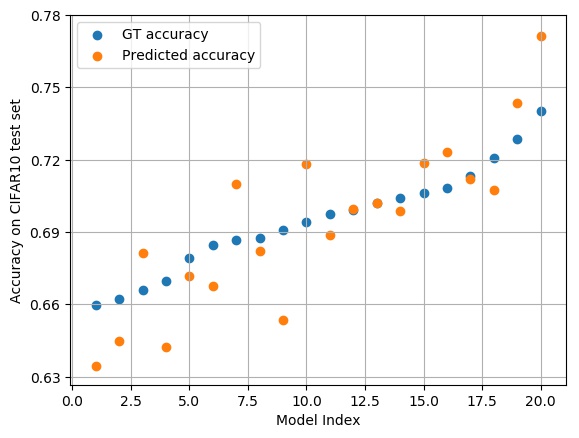 GT accuracy
Predicted accuracy
Accuracy on CIFAR10 test set
0.78
0.75
0.72
0.69
0.66
0.63
0.0 2.5 5.0 7.5 10.0 12.5 15.0 17.5 20.0
Model Index